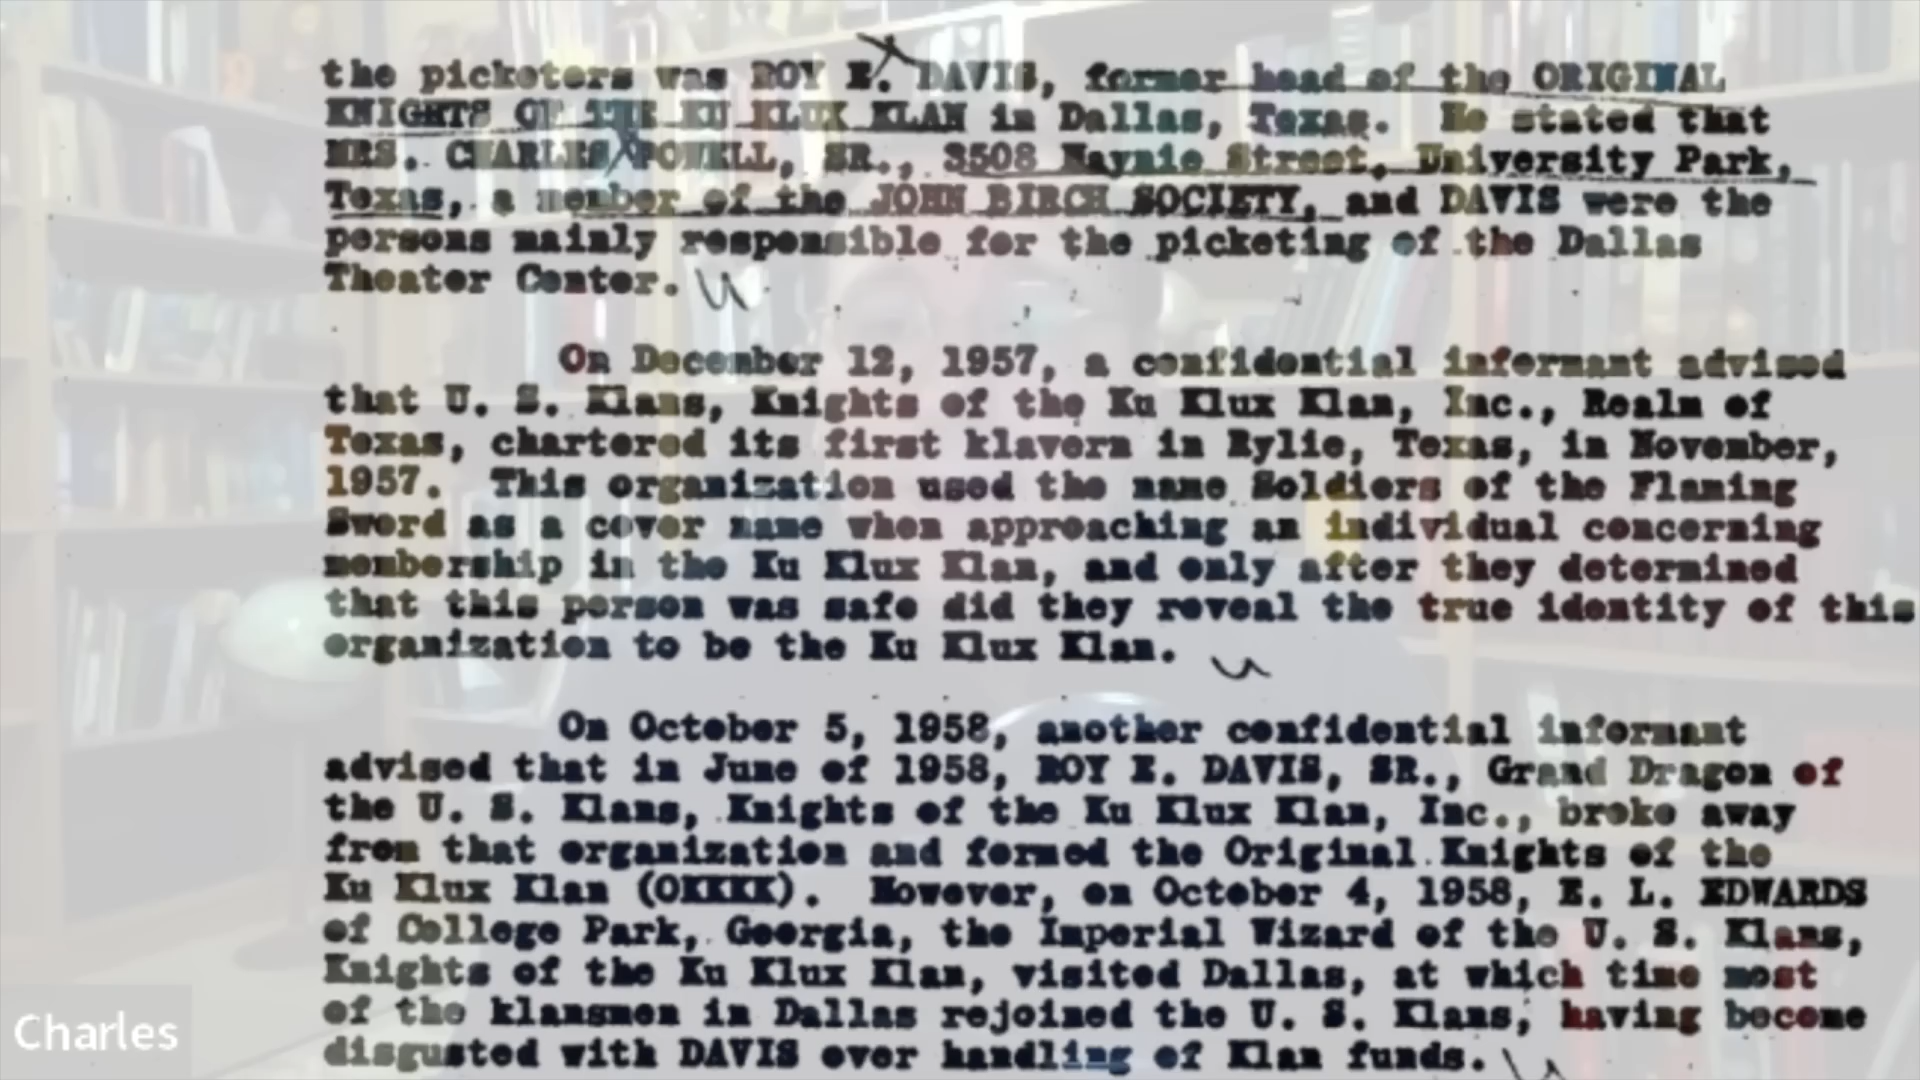 the picketers was ROY E. DAVIS, former head of the ORIGINAL
KNIGHTS OF THE KU KLUX KLAN in Dallas, Texas. He stated that
MRS. CHARLES POWELL, SR., 3508 Haynie Street, University Park,
Texas, a member of the JOHN BIRCH SOCIETY, and DAVIS were the
persons mainly responsible for the picketing of the Dallas
Theater Center. u
On December 12, 1957, a confidential informant advised
that U. S. Klans, Knights of the Ku Klux Klan, Inc., Realm of
Texas, chartered its first klavern in Rylie, Texas, in November,
1957. This organization used the name Soldiers of the Flaming
Sword as a cover name when approaching an individual concerning
membership in the Ku Klux Klan, and only after they determined
that this person was safe did they reveal the true identity of this
organization to be the Ku Klux Klan. u
On October 5, 1958, another confidential informant
advised that in June of 1958, ROY E. DAVIS, SR., Grand Dragon of
the U. S. Klans, Knights of the Ku Klux Klan, Inc., broke away
from that organization and formed the Original Knights of the
Ku Klux Klan (OKKKK). However, on October 4, 1958, E. L. EDWARDS
of College Park, Georgia, the Imperial Wizard of the U. S. Klans,
Knights of the Ku Klux Klan, visited Dallas, at which time most
of the klansmen in Dallas rejoined the U. S. Klans, having become
disgusted with DAVIS over handling of Klan funds. u
Charles